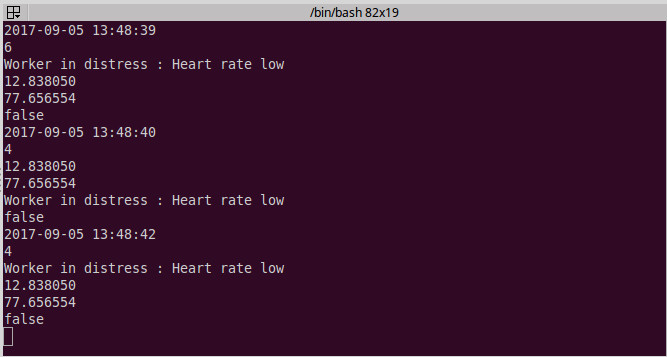 /bin/bash 82x19
2017-09-05 13:48:39
6
Worker in distress : Heart rate low
12.838050
77.656554
false
2017-09-05 13:48:40
4
12.838050
77.656554
Worker in distress : Heart rate low
false
2017-09-05 13:48:42
4
Worker in distress : Heart rate low
12.838050
77.656554
false